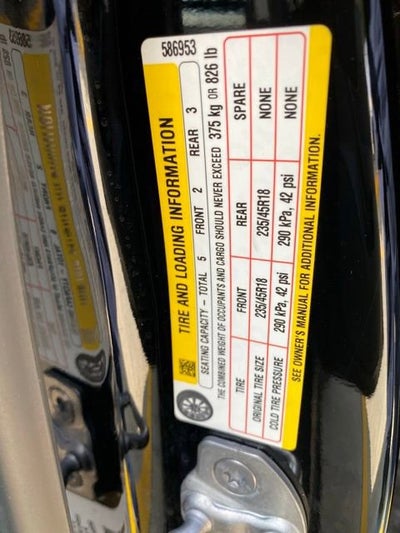 586953
TIRE AND LOADING INFORMATION
SEATING CAPACITY – TOTAL 5 FRONT 2 REAR 3
THE COMBINED WEIGHT OF OCCUPANTS AND CARGO SHOULD NEVER EXCEED 375 kg OR 826 lb
TIRE FRONT REAR SPARE
ORIGINAL TIRE SIZE 235/45R18 235/45R18 NONE
COLD TIRE PRESSURE 290 kPa, 42 psi 290 kPa, 42 psi NONE
SEE OWNER'S MANUAL FOR ADDITIONAL INFORMATION.